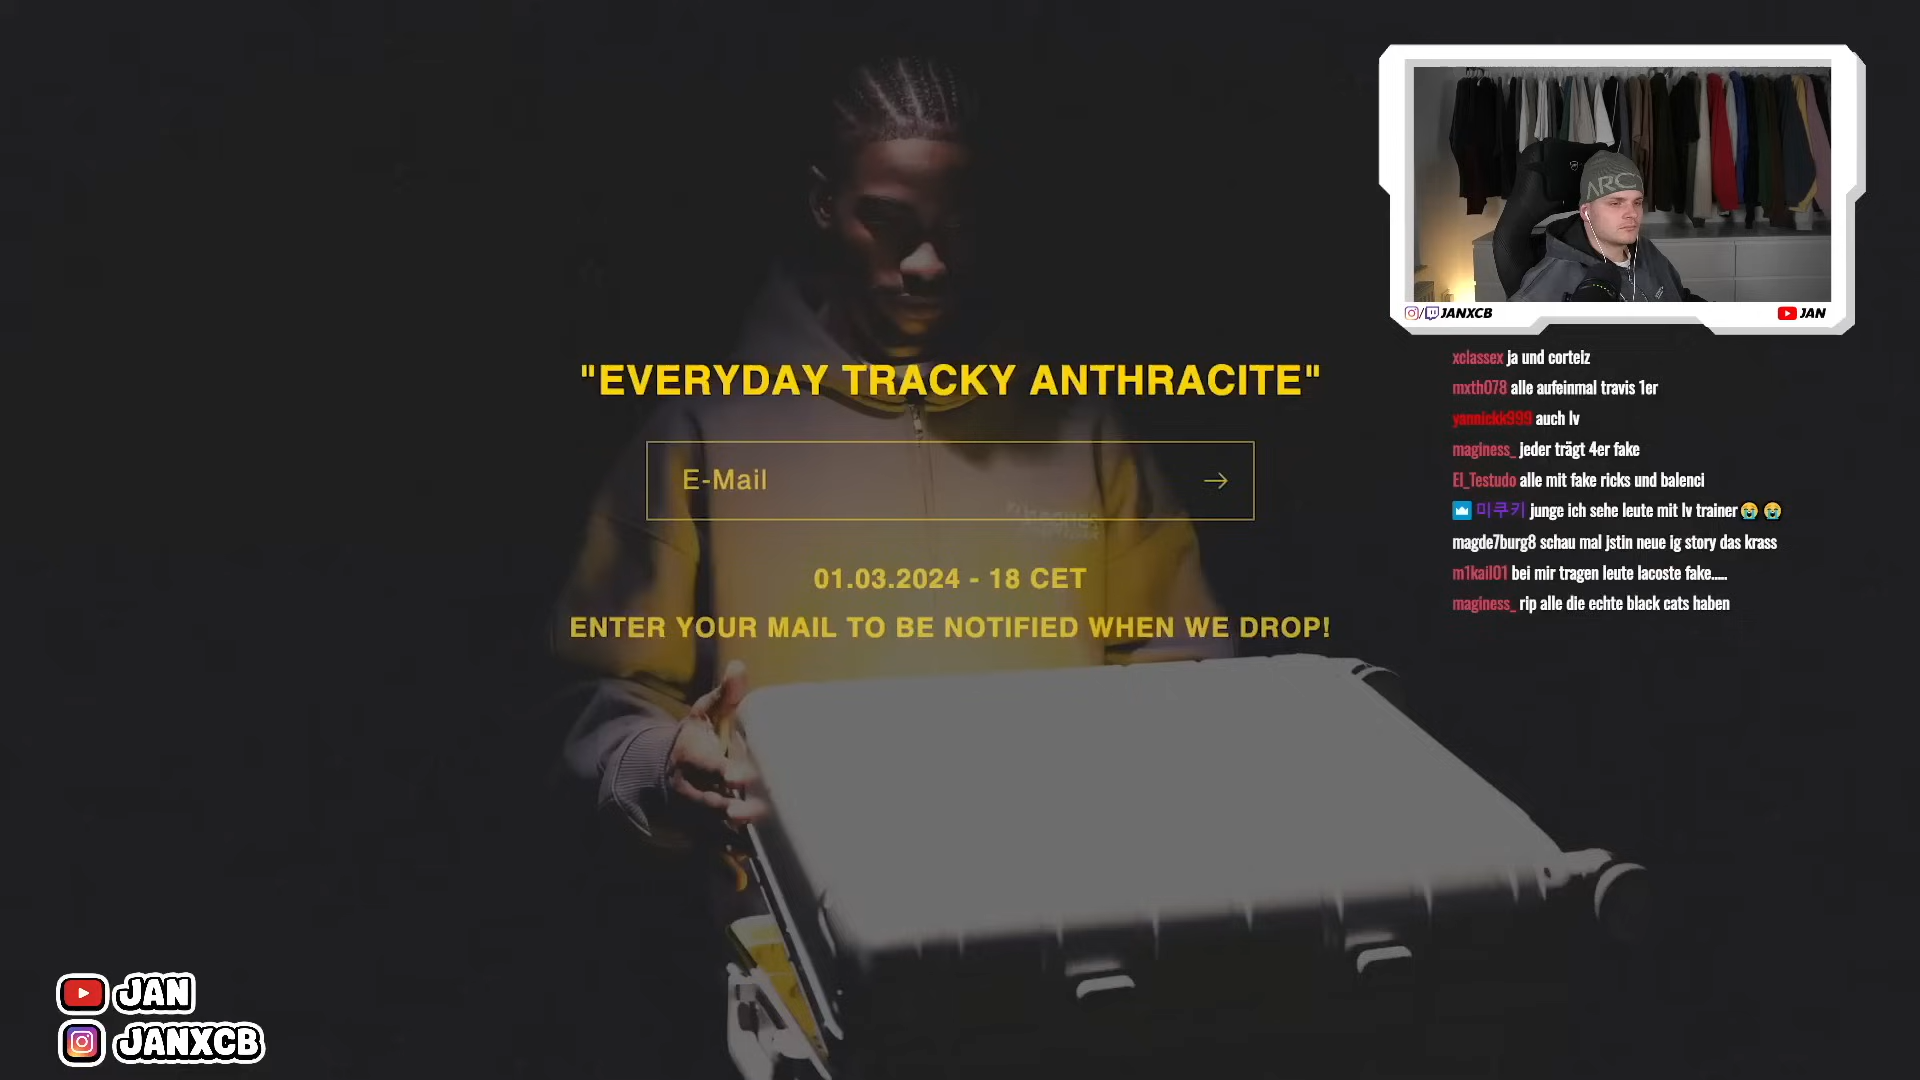 "EVERYDAY TRACKY ANTHRACITE"
E-Mail
01.03.2024 - 18 CET
ENTER YOUR MAIL TO BE NOTIFIED WHEN WE DROP!
ARC
/JANXCB
JAN
xclassex ja und corteiz
mxth078 alle aufeinmal travis 1er
yannickk999 auch lv
maginess_ jeder trägt 4er fake
El_Testudo alle mit fake ricks und balenci
미쿠키 junge ich sehe leute mit lv trainer😭 😭
magde7burg8 schau mal jstin neue ig story das krass
m1kail01 bei mir tragen leute lacoste fake.....
maginess_ rip alle die echte black cats haben
JAN
JANXCB